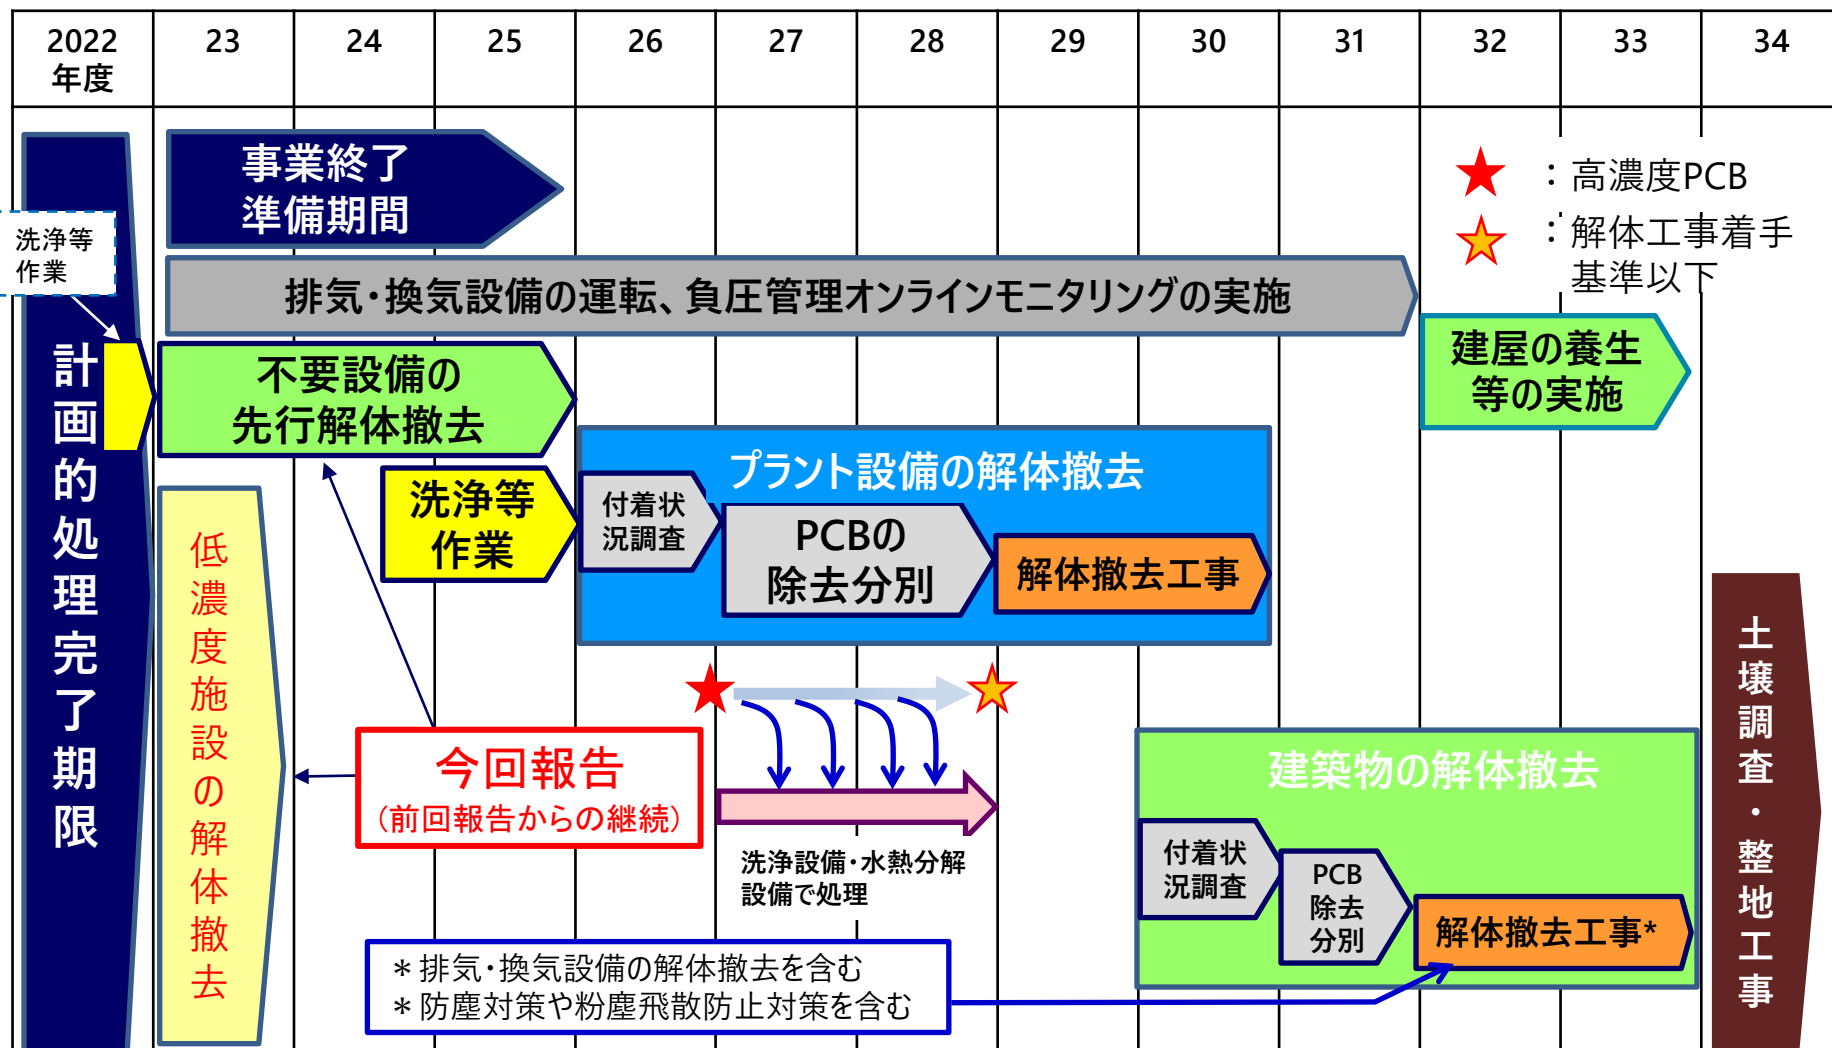 2022
年度
23
24
25
26
27
28
29
30
31
32
33
34
計画的処理完了期限
洗浄等
作業
事業終了
準備期間
★：高濃度PCB
★：解体工事着手
基準以下
排気・換気設備の運転、負圧管理オンラインモニタリングの実施
不要設備の
先行解体撤去
建屋の養生
等の実施
低濃度施設の解体撤去
洗浄等
作業
プラント設備の解体撤去
付着状
況調査
PCBの
除去分別
解体撤去工事
今回報告
（前回報告からの継続）
洗浄設備・水熱分解
設備で処理
建築物の解体撤去
付着状
況調査
PCB
除去
分別
解体撤去工事*
＊排気・換気設備の解体撤去を含む
＊防塵対策や粉塵飛散防止対策を含む
土壌調査・整地工事